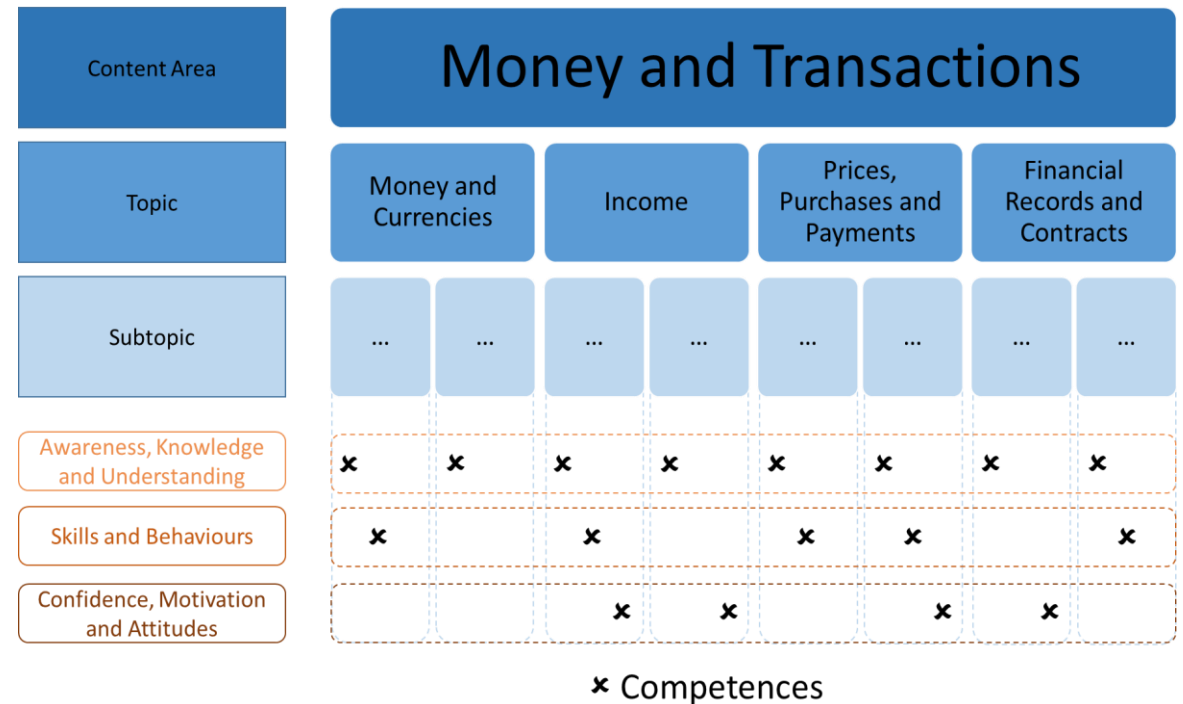 Content Area
Money and Transactions
Topic
Money and
Currencies
Income
Prices,
Purchases and
Payments
Financial
Records and
Contracts
Subtopic
...
...
...
...
...
...
...
...
Awareness, Knowledge
and Understanding
Skills and Behaviours
Confidence, Motivation
and Attitudes
✘ Competences